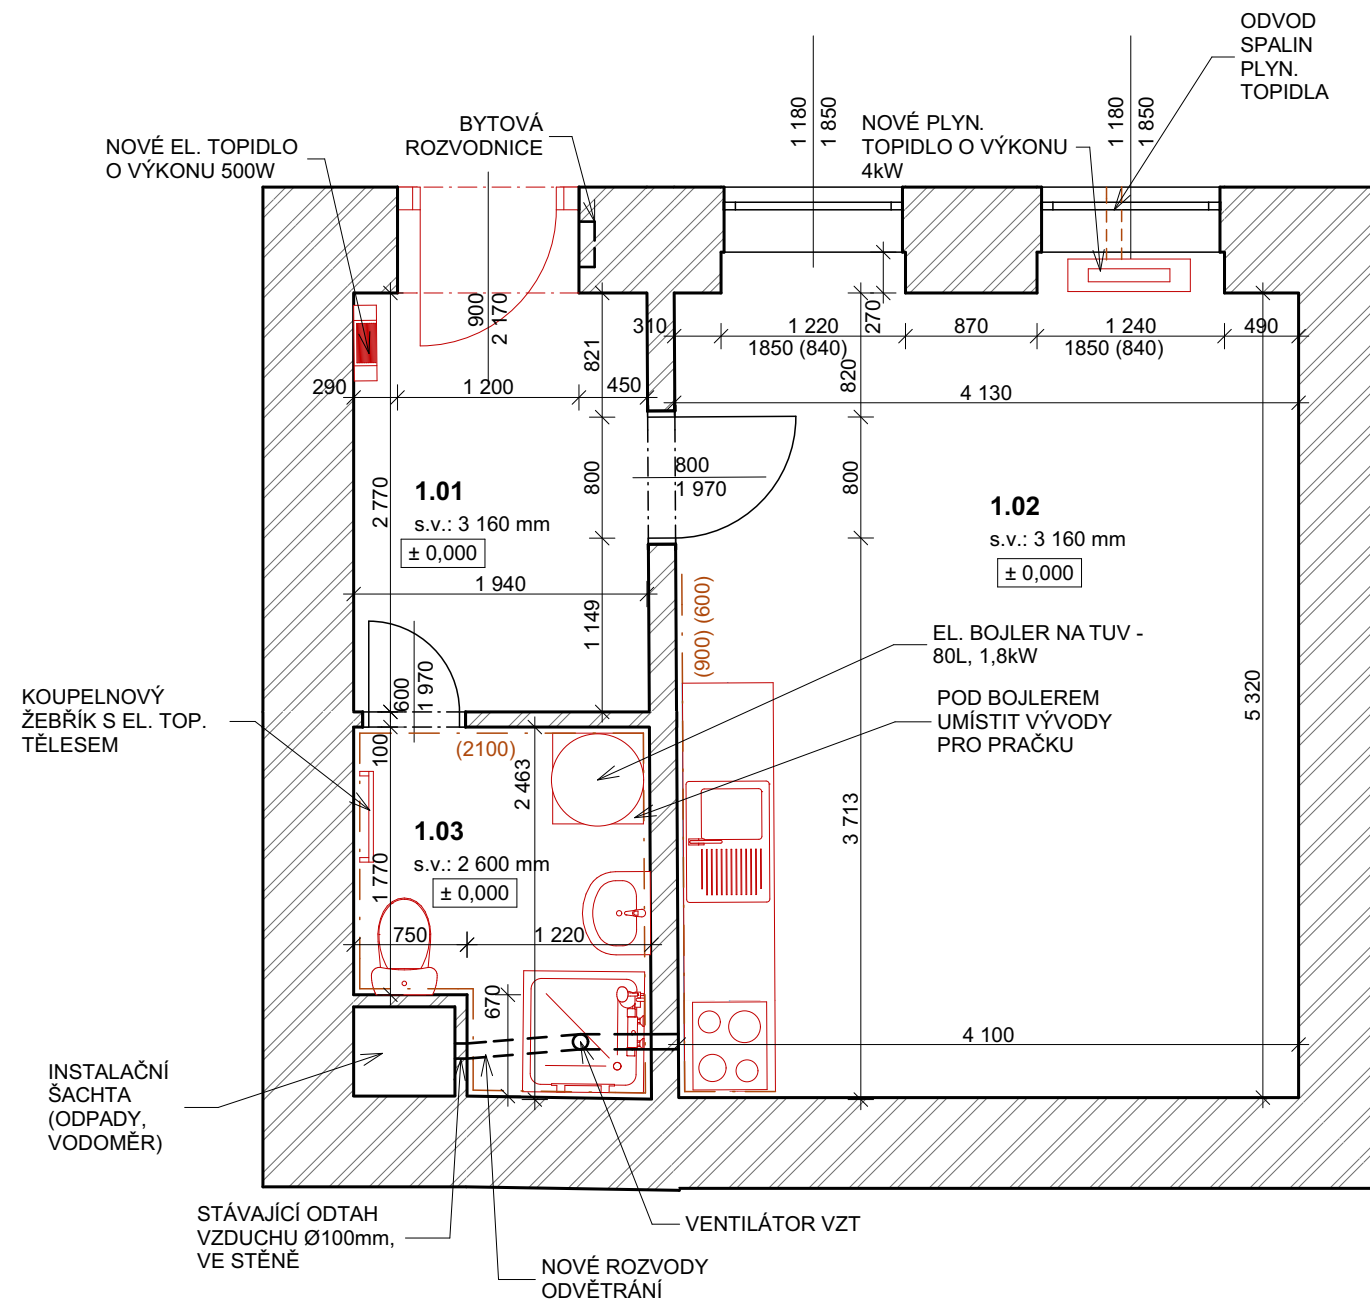 ODVOD
SPALIN
PLYN.
TOPIDLA
1 180
1 850
1 180
1 850
NOVÉ PLYN.
TOPIDLO O VÝKONU
4kW
BYTOVÁ
ROZVODNICE
NOVÉ EL. TOPIDLO
O VÝKONU 500W
900
2 170
310
1 220
1850 (840)
270
870
1 240
1850 (840)
490
290
1 200
450
821
820
4 130
800
1 970
800
800
2 770
1.01
s.v.: 3 160 mm
± 0,000
1.02
s.v.: 3 160 mm
± 0,000
1 940
1 149
(900) (600)
EL. BOJLER NA TUV -
80L, 1,8kW
POD BOJLEREM
UMÍSTIT VÝVODY
PRO PRAČKU
5 320
KOUPELNOVÝ
ŽEBŘÍK S EL. TOP.
TĚLESEM
600
1 970
100
(2100)
2 463
3 713
1.03
s.v.: 2 600 mm
± 0,000
1 770
750
1 220
670
4 100
INSTALAČNÍ
ŠACHTA
(ODPADY,
VODOMĚR)
STÁVAJÍCÍ ODTAH
VZDUCHU Ø100mm,
VE STĚNĚ
VENTILÁTOR VZT
NOVÉ ROZVODY
ODVĚTRÁNÍ